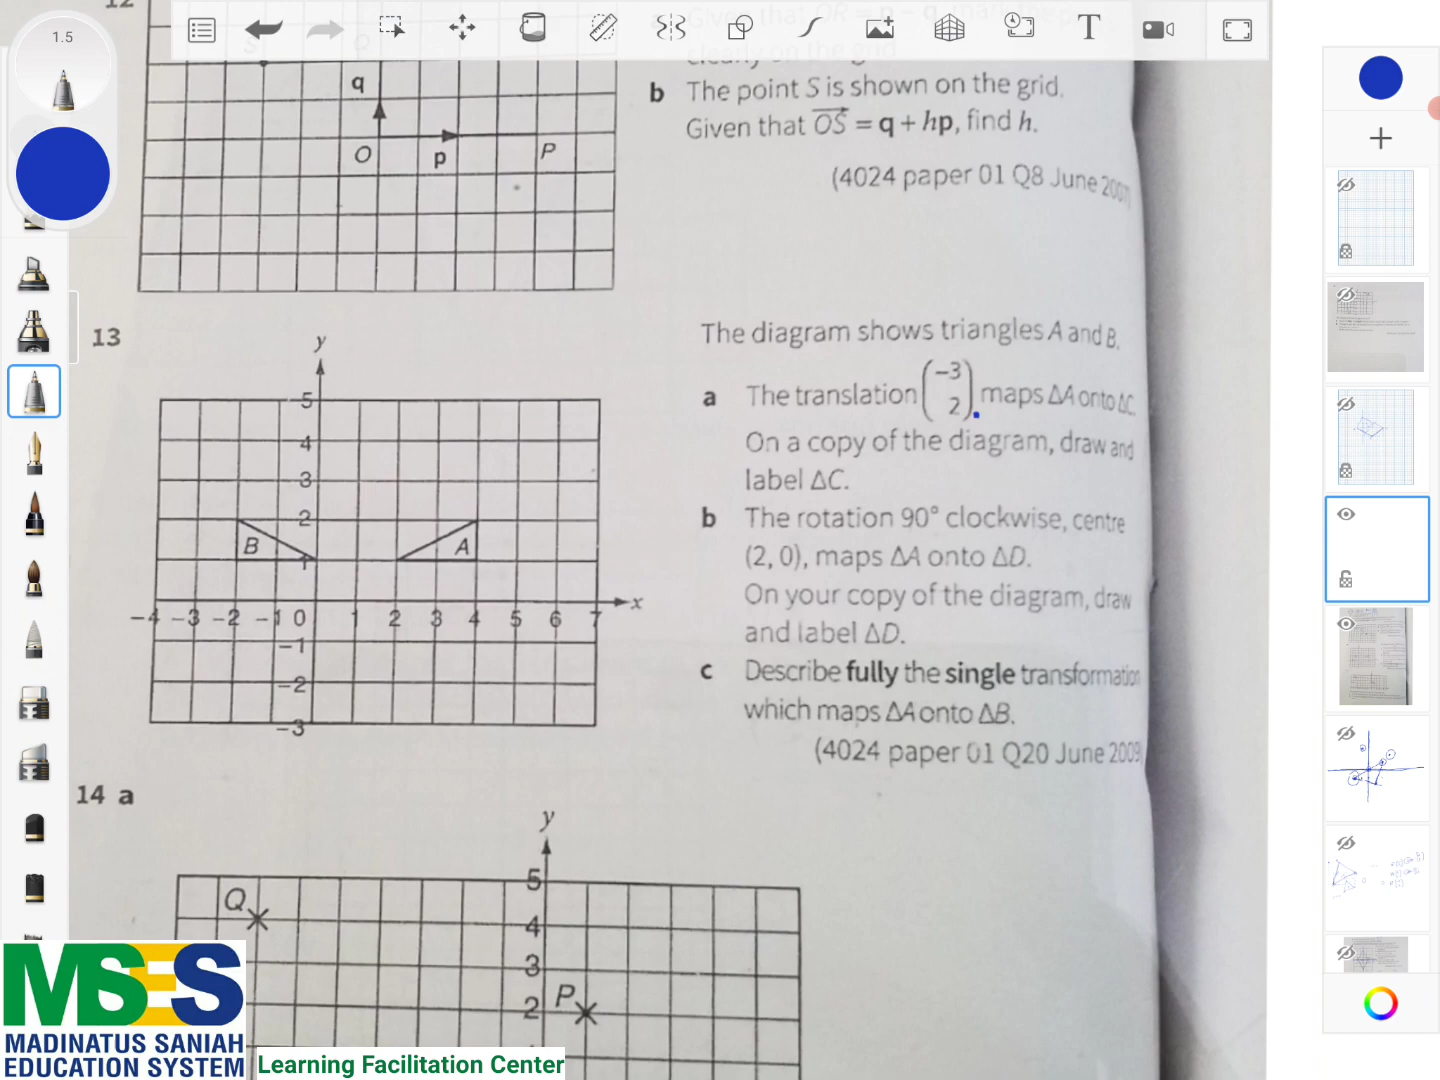 1.5
T
q
O
p
P
b The point S is shown on the grid.
Given that OS = q + hp, find h.
(4024 paper 01 Q8 June 2007)
13
The diagram shows triangles A and B.
a The translation (-3 2) maps ΔA onto ΔC.
On a copy of the diagram, draw and
label ΔC.
b The rotation 90° clockwise, centre
(2, 0), maps ΔA onto ΔD.
On your copy of the diagram, draw
and label ΔD.
c Describe fully the single transformation
which maps ΔA onto ΔB.
(4024 paper 01 Q20 June 2009)
y
5
4
3
2
1
B
A
x
-4 -3 -2 -1 0 1 2 3 4 5 6 7
-1
-2
-3
14 a
y
5
Q
4
3
P
2
MSES
MADINATUS SANIAH
EDUCATION SYSTEM
Learning Facilitation Center